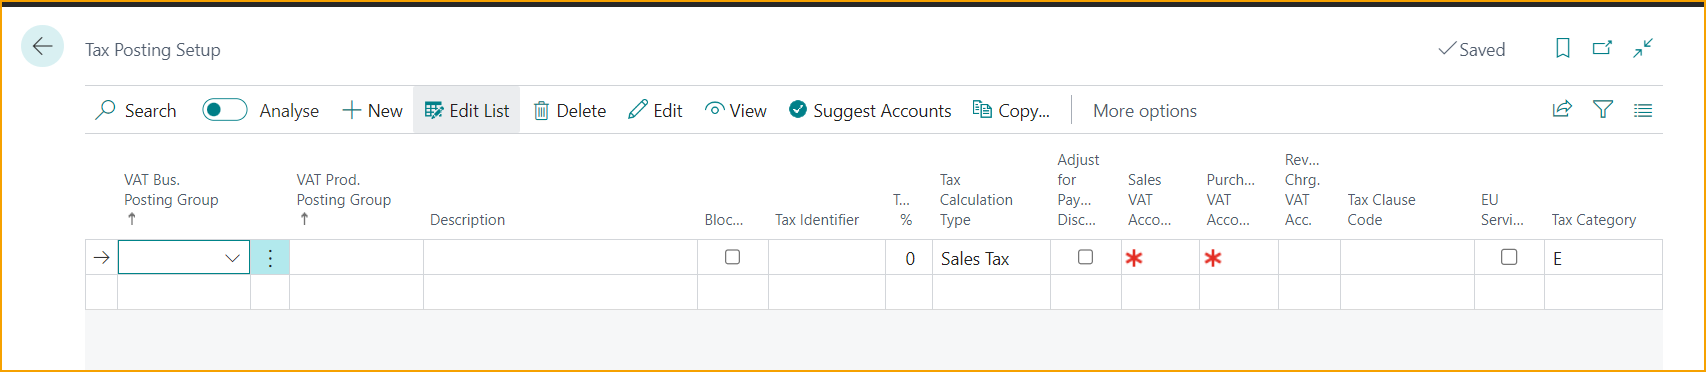 Tax Posting Setup
Saved
Search
Analyse
New
Edit List
Delete
Edit
View
Suggest Accounts
Copy...
More options
VAT Bus.
Posting Group
VAT Prod.
Posting Group
Description
Bloc...
Tax Identifier
T...
%
Tax
Calculation
Type
Adjust
for
Pay...
Disc...
Sales
VAT
Acco...
Purch...
VAT
Acco...
Rev...
Chrg.
VAT
Acc.
Tax Clause
Code
EU
Servi...
Tax Category
0
Sales Tax
E